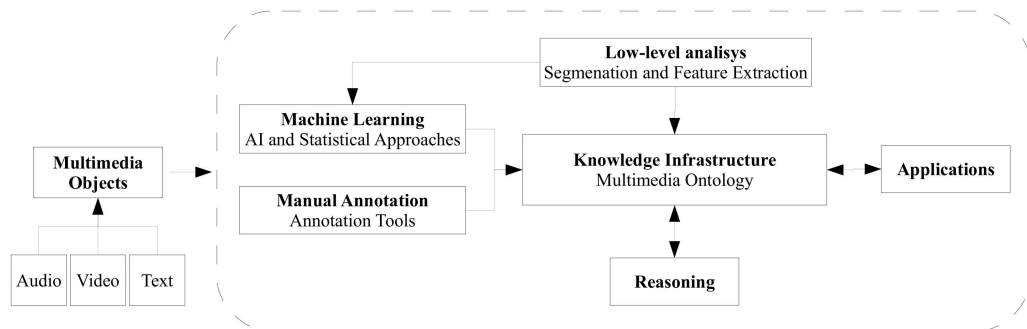 Low-level analisys
Segmenation and Feature Extraction
Machine Learning
AI and Statistical Approaches
Multimedia
Objects
Knowledge Infrastructure
Multimedia Ontology
Applications
Manual Annotation
Annotation Tools
Audio
Video
Text
Reasoning